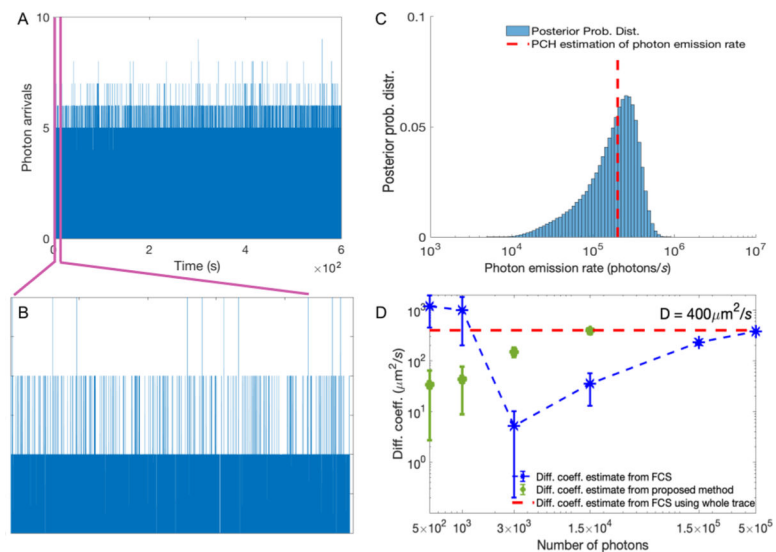 A
10
5
0
Photon arrivals
0
2
4
6
Time (s)
×10²
B
C
Posterior Prob. Dist.
PCH estimation of photon emission rate
0.1
0.05
0
Posterior prob. distr.
10³
10⁴
10⁵
10⁶
10⁷
Photon emission rate (photons/s)
D
D = 400μm²/s
10³
10²
10¹
10⁰
Diff. coeff. (μm²/s)
Diff. coeff. estimate from FCS
Diff. coeff. estimate from proposed method
Diff. coeff. estimate from FCS using whole trace
5×10²
10³
3×10³
1.5×10⁴
1.5×10⁵
5×10⁵
Number of photons